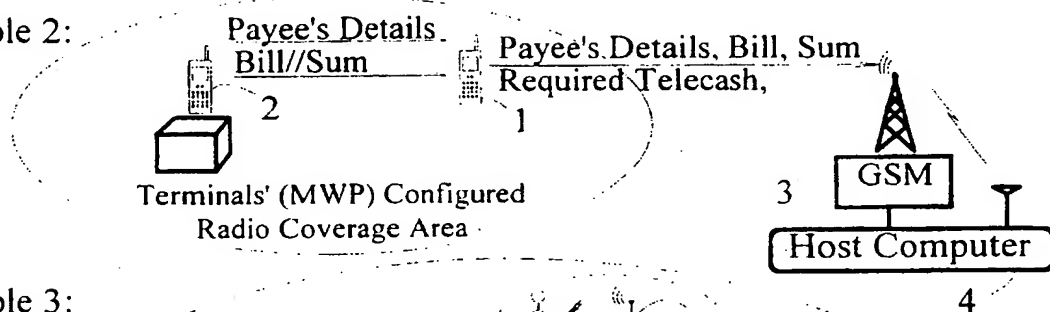 ple 2:
Payee's Details
Bill//Sum
2
1
Payee's Details, Bill, Sum
Required Telecash,
Terminals' (MWP) Configured
Radio Coverage Area
3
GSM
Host Computer
4
ple 3: